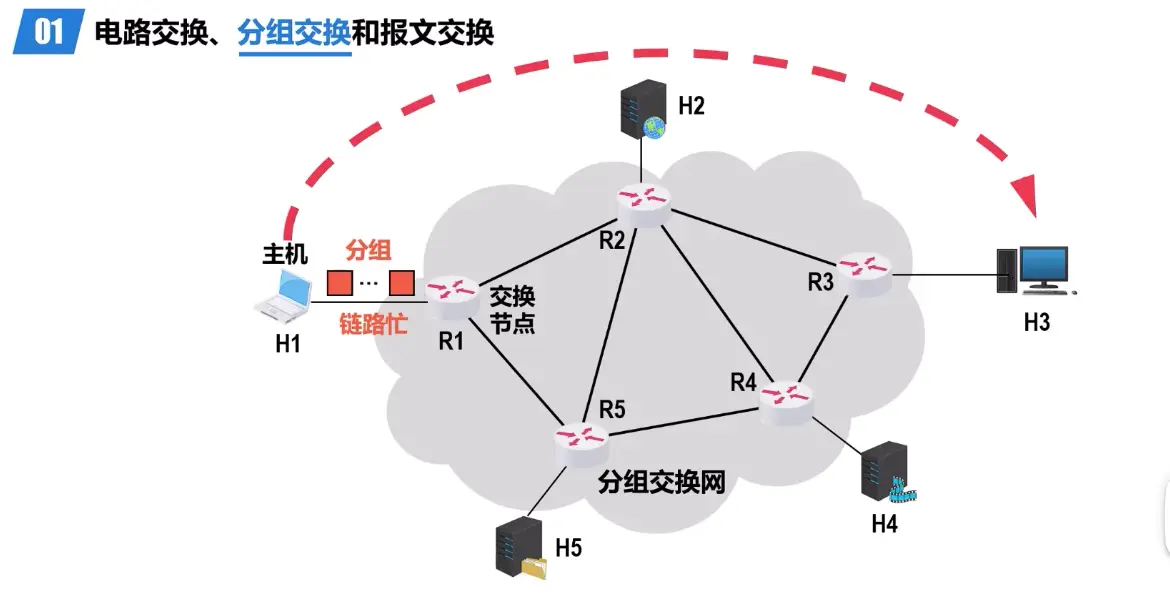 01 电路交换、分组交换和报文交换
H2
主机
分组
...
链路忙
H1
R1
交换
节点
R2
R3
H3
R4
R5
分组交换网
H4
H5